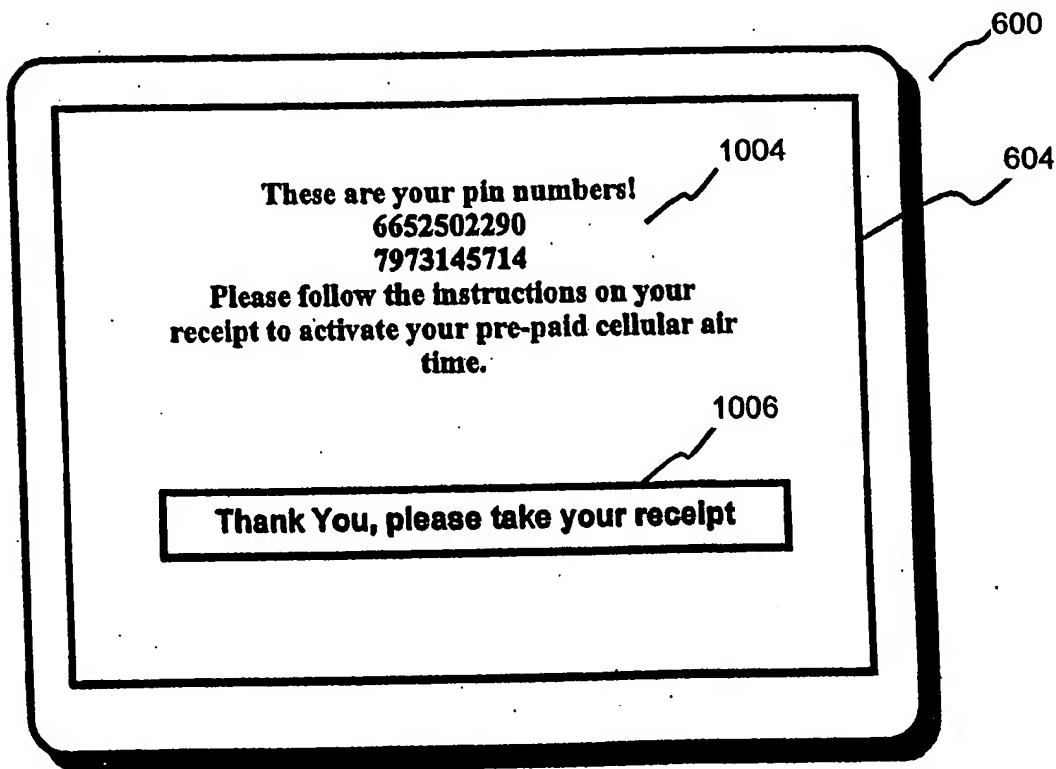 600
1004
604
These are your pin numbers!
6652502290
7973145714
Please follow the instructions on your
receipt to activate your pre-paid cellular air
time.
1006
Thank You, please take your receipt